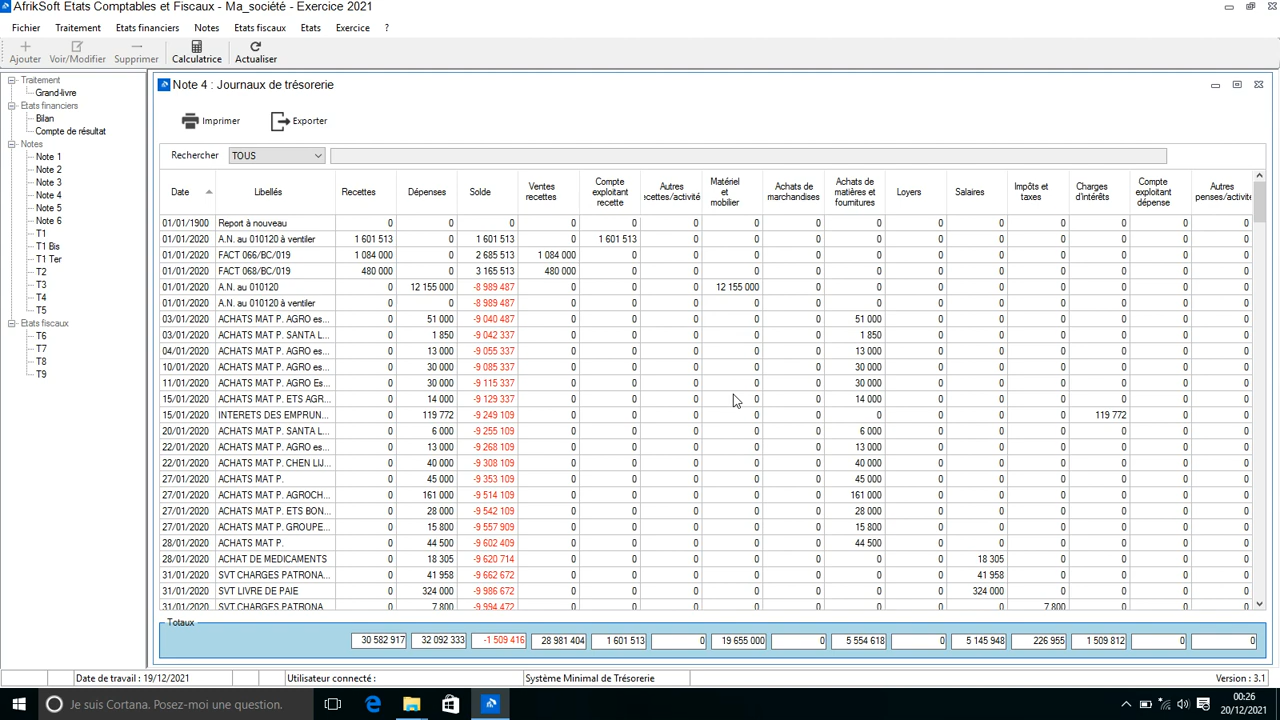 AfrikSoft Etats Comptables et Fiscaux - Ma_société - Exercice 2021
Fichier Traitement Etats financiers Notes Etats fiscaux Etats Exercice ?
Ajouter Voir/Modifier Supprimer Calculatrice Actualiser
Traitement
Grand-livre
Etats financiers
Bilan
Compte de résultat
Notes
Note 1
Note 2
Note 3
Note 4
Note 5
Note 6
T1
T1 Bis
T1 Ter
T2
T3
T4
T5
Etats fiscaux
T6
T7
T8
T9
Note 4 : Journaux de trésorerie
Imprimer Exporter
Rechercher TOUS
Date Libellés Recettes Dépenses Solde Ventes recettes Compte exploitant recette Autres :cettes/activité Matériel et mobilier Achats de marchandises Achats de matières et fournitures Loyers Salaires Impôts et taxes Charges d'intérêts Compte exploitant dépense Autres penses/activité
01/01/1900 Report à nouveau 0 0 0 0 0 0 0 0 0 0 0 0 0 0 0
01/01/2020 A.N. au 010120 à ventiler 1 601 513 0 1 601 513 0 1 601 513 0 0 0 0 0 0 0 0 0 0
01/01/2020 FACT 066/BC/019 1 084 000 0 2 685 513 1 084 000 0 0 0 0 0 0 0 0 0 0 0
01/01/2020 FACT 068/BC/019 480 000 0 3 165 513 480 000 0 0 0 0 0 0 0 0 0 0 0
01/01/2020 A.N. au 010120 0 12 155 000 -8 989 487 0 0 0 12 155 000 0 0 0 0 0 0 0 0
01/01/2020 A.N. au 010120 à ventiler 0 0 -8 989 487 0 0 0 0 0 0 0 0 0 0 0 0
03/01/2020 ACHATS MAT P. AGRO es... 0 51 000 -9 040 487 0 0 0 0 0 51 000 0 0 0 0 0 0
03/01/2020 ACHATS MAT P. SANTA L... 0 1 850 -9 042 337 0 0 0 0 0 1 850 0 0 0 0 0 0
04/01/2020 ACHATS MAT P. AGRO es... 0 13 000 -9 055 337 0 0 0 0 0 13 000 0 0 0 0 0 0
10/01/2020 ACHATS MAT P. AGRO es... 0 30 000 -9 085 337 0 0 0 0 0 30 000 0 0 0 0 0 0
11/01/2020 ACHATS MAT P. AGRO Es... 0 30 000 -9 115 337 0 0 0 0 0 30 000 0 0 0 0 0 0
15/01/2020 ACHATS MAT P. ETS AGR... 0 14 000 -9 129 337 0 0 0 0 0 14 000 0 0 0 0 0 0
15/01/2020 INTERETS DES EMPRUN... 0 119 772 -9 249 109 0 0 0 0 0 0 0 0 0 119 772 0 0
20/01/2020 ACHATS MAT P. SANTA L... 0 6 000 -9 255 109 0 0 0 0 0 6 000 0 0 0 0 0 0
22/01/2020 ACHATS MAT P. AGRO es... 0 13 000 -9 268 109 0 0 0 0 0 13 000 0 0 0 0 0 0
22/01/2020 ACHATS MAT P. CHEN LIJ... 0 40 000 -9 308 109 0 0 0 0 0 40 000 0 0 0 0 0 0
27/01/2020 ACHATS MAT P. 0 45 000 -9 353 109 0 0 0 0 0 45 000 0 0 0 0 0 0
27/01/2020 ACHATS MAT P. AGROCH... 0 161 000 -9 514 109 0 0 0 0 0 161 000 0 0 0 0 0 0
27/01/2020 ACHATS MAT P. ETS BON... 0 28 000 -9 542 109 0 0 0 0 0 28 000 0 0 0 0 0 0
27/01/2020 ACHATS MAT P. GROUPE... 0 15 800 -9 557 909 0 0 0 0 0 15 800 0 0 0 0 0 0
28/01/2020 ACHATS MAT P. 0 44 500 -9 602 409 0 0 0 0 0 44 500 0 0 0 0 0 0
28/01/2020 ACHAT DE MEDICAMENTS 0 18 305 -9 620 714 0 0 0 0 0 0 0 18 305 0 0 0 0
31/01/2020 SVT CHARGES PATRONA... 0 41 958 -9 662 672 0 0 0 0 0 0 0 41 958 0 0 0 0
31/01/2020 SVT LIVRE DE PAIE 0 324 000 -9 986 672 0 0 0 0 0 0 0 324 000 0 0 0 0
31/01/2020 SVT CHARGES PATRONA 0 7 800 -9 994 472 0 0 0 0 0 0 0 0 7 800 0 0 0
Totaux
30 582 917 32 092 333 -1 509 416 28 981 404 1 601 513 0 19 655 000 0 5 554 618 0 5 145 948 226 955 1 509 812 0 0
Date de travail : 19/12/2021 Utilisateur connecté : Système Minimal de Trésorerie Version : 3.1
Je suis Cortana. Posez-moi une question.
00:26
20/12/2021